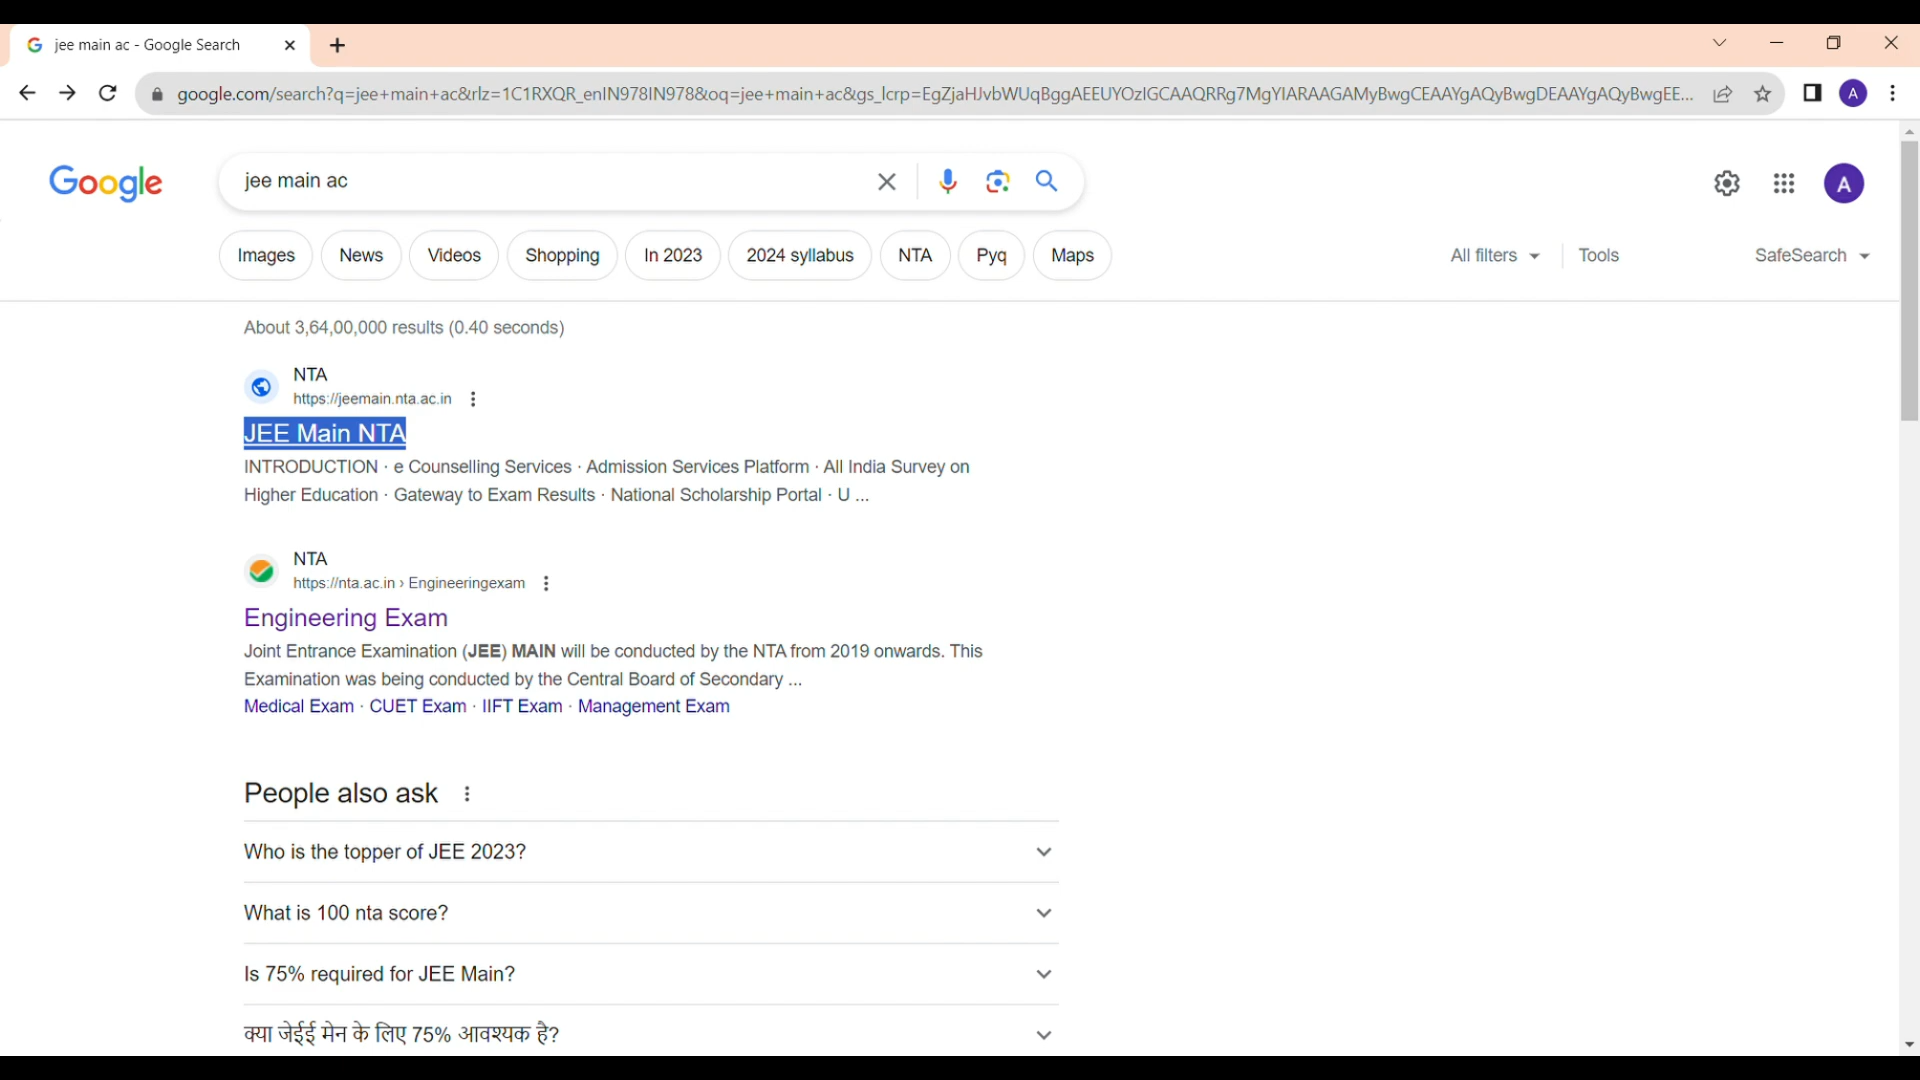 jee main ac - Google Search
google.com/search?q=jee+main+ac&rlz=1C1RXQR_enIN978IN978&oq=jee+main+ac&gs_lcrp=EgZjaHJvbWUqBggAEEUYOzIGCAAQRRg7MgYIARAAGAMyBwgCEAAYgAQyBwgDEAAYgAQyBwgEE...
A
Google
jee main ac
A
Images
News
Videos
Shopping
In 2023
2024 syllabus
NTA
Pyq
Maps
All filters
Tools
SafeSearch
About 3,64,00,000 results (0.40 seconds)
NTA
https://jeemain.nta.ac.in
JEE Main NTA
INTRODUCTION · e Counselling Services · Admission Services Platform · All India Survey on
Higher Education · Gateway to Exam Results · National Scholarship Portal · U ...
NTA
https://nta.ac.in › Engineeringexam
Engineering Exam
Joint Entrance Examination (JEE) MAIN will be conducted by the NTA from 2019 onwards. This
Examination was being conducted by the Central Board of Secondary ...
Medical Exam · CUET Exam · IIFT Exam · Management Exam
People also ask
Who is the topper of JEE 2023?
What is 100 nta score?
Is 75% required for JEE Main?
क्या जेईई मेन के लिए 75% आवश्यक है?